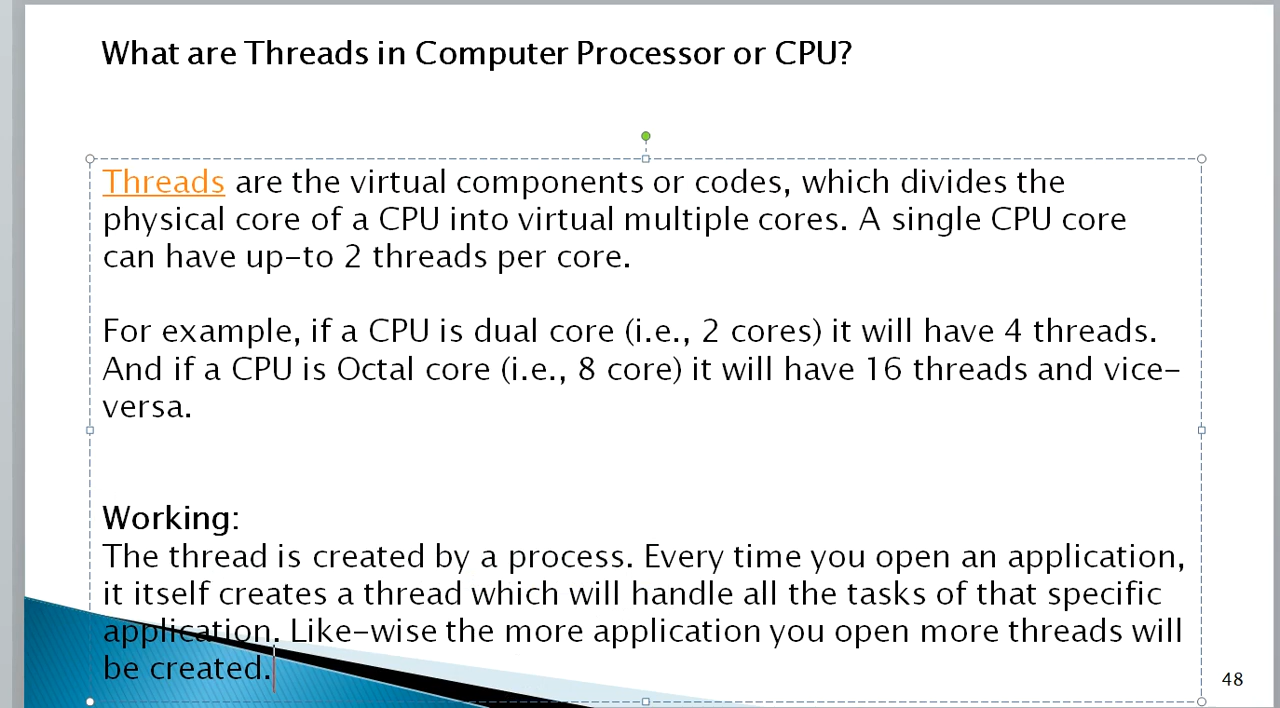 What are Threads in Computer Processor or CPU?
Threads are the virtual components or codes, which divides the
physical core of a CPU into virtual multiple cores. A single CPU core
can have up-to 2 threads per core.
For example, if a CPU is dual core (i.e., 2 cores) it will have 4 threads.
And if a CPU is Octal core (i.e., 8 core) it will have 16 threads and vice-
versa.
Working:
The thread is created by a process. Every time you open an application,
it itself creates a thread which will handle all the tasks of that specific
application. Like-wise the more application you open more threads will
be created.
48